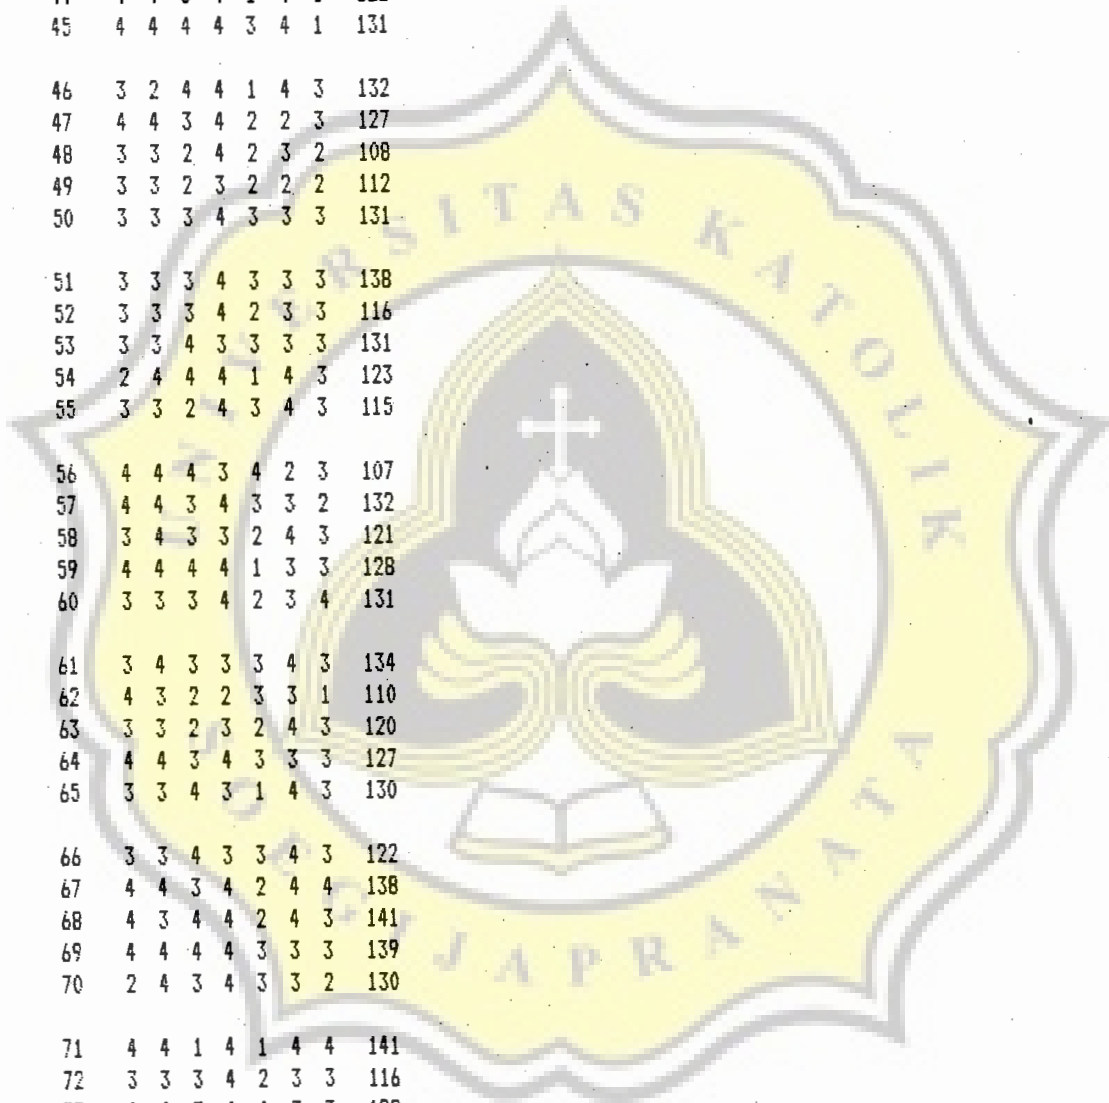 45 4 4 4 4 3 4 1 131
46 3 2 4 4 1 4 3 132
47 4 4 3 4 2 2 3 127
48 3 3 2 4 2 3 2 108
49 3 3 2 3 2 2 2 112
50 3 3 3 4 3 3 3 131
51 3 3 3 4 3 3 3 138
52 3 3 3 4 2 3 3 116
53 3 3 4 3 3 3 3 131
54 2 4 4 4 1 4 3 123
55 3 3 2 4 3 4 3 115
56 4 4 4 3 4 2 3 107
57 4 4 3 4 3 3 2 132
58 3 4 3 3 2 4 3 121
59 4 4 4 4 1 3 3 128
60 3 3 3 4 2 3 4 131
61 3 4 3 3 3 4 3 134
62 4 3 2 2 3 3 1 110
63 3 3 2 3 2 4 3 120
64 4 4 3 4 3 3 3 127
65 3 3 4 3 1 4 3 130
66 3 3 4 3 3 4 3 122
67 4 4 3 4 2 4 4 138
68 4 3 4 4 2 4 3 141
69 4 4 4 4 3 3 3 139
70 2 4 3 4 3 3 2 130
71 4 4 1 4 1 4 4 141
72 3 3 3 4 2 3 3 116
UNIVERSITAS KATOLIK
SOEGIJAPRANATA